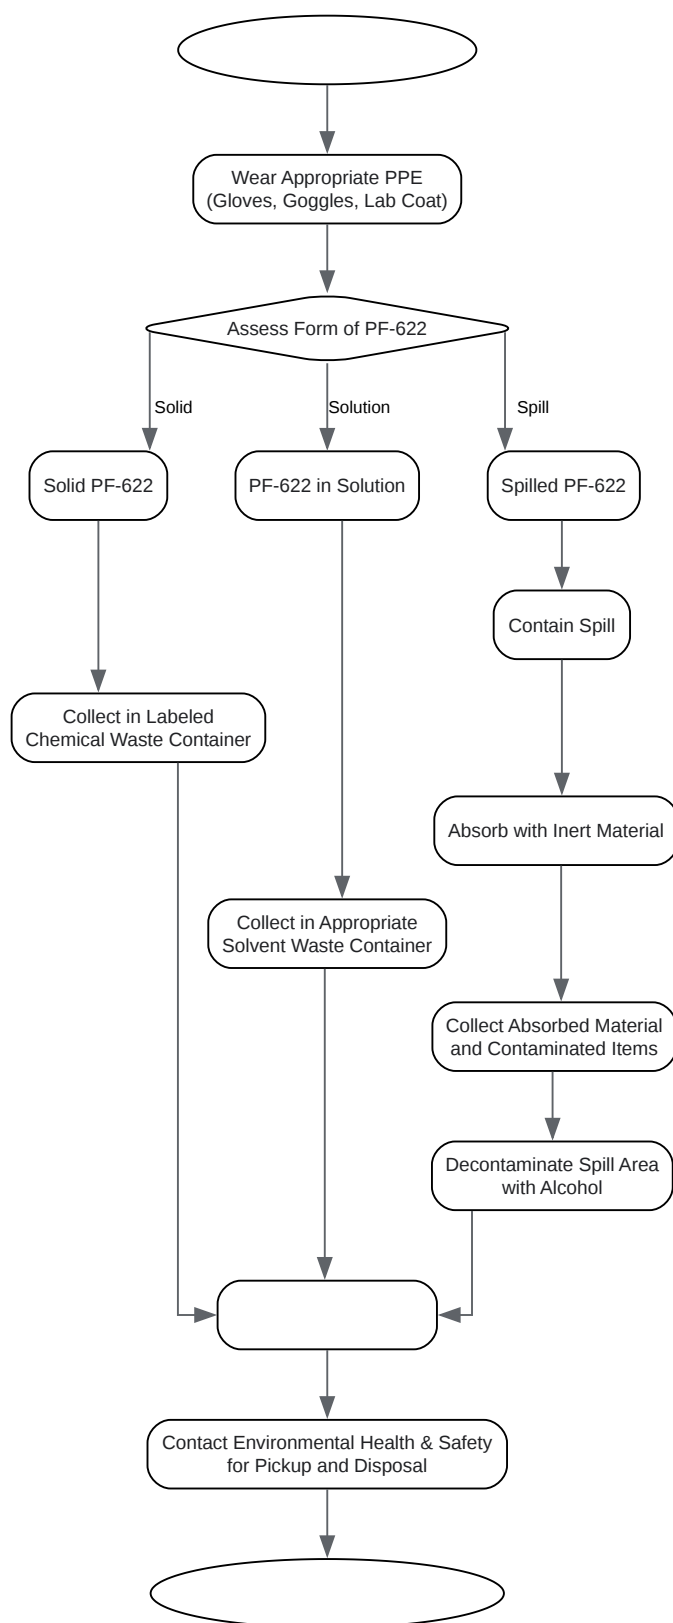 Wear Appropriate PPE
(Gloves, Goggles, Lab Coat)
Assess Form of PF-622
Solid
Solution
Spill
Solid PF-622
PF-622 in Solution
Spilled PF-622
Contain Spill
Collect in Labeled
Chemical Waste Container
Absorb with Inert Material
Collect in Appropriate
Solvent Waste Container
Collect Absorbed Material
and Contaminated Items
Decontaminate Spill Area
with Alcohol
Contact Environmental Health & Safety
for Pickup and Disposal